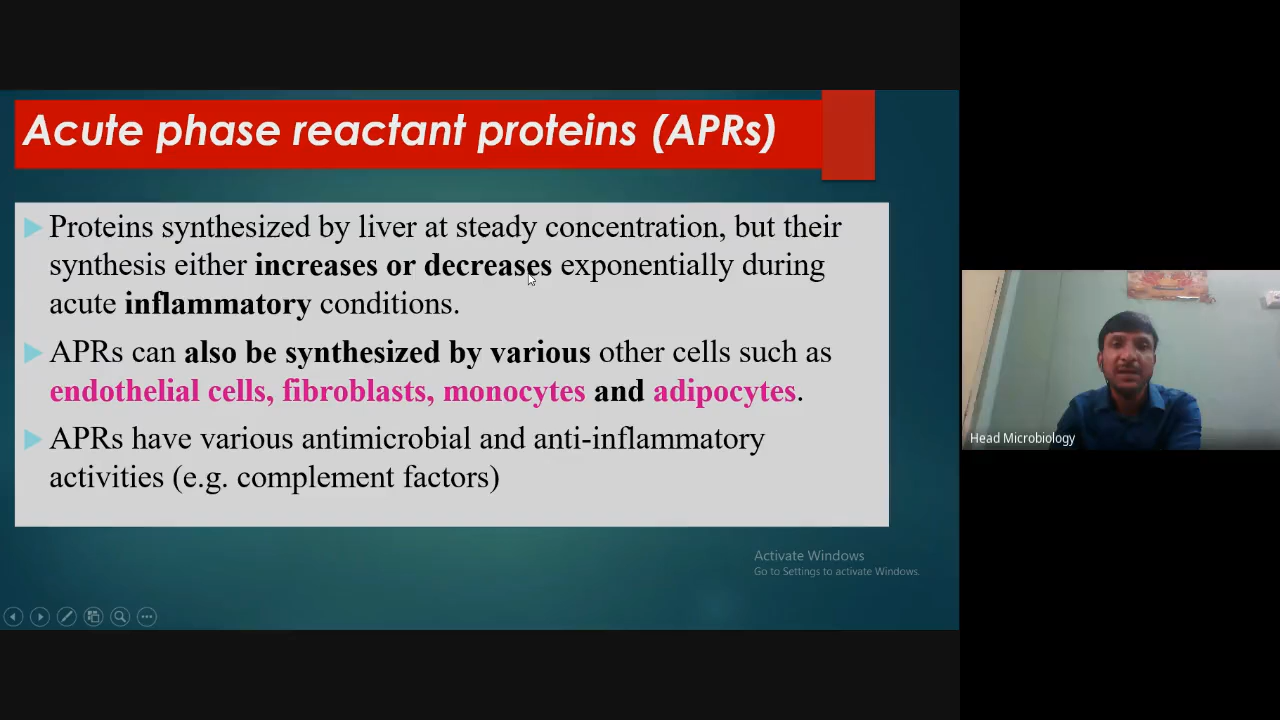 Acute phase reactant proteins (APRs)
Proteins synthesized by liver at steady concentration, but their
synthesis either increases or decreases exponentially during
acute inflammatory conditions.
APRs can also be synthesized by various other cells such as
endothelial cells, fibroblasts, monocytes and adipocytes.
APRs have various antimicrobial and anti-inflammatory
activities (e.g. complement factors)
Activate Windows
Go to Settings to activate Windows.
Head Microbiology